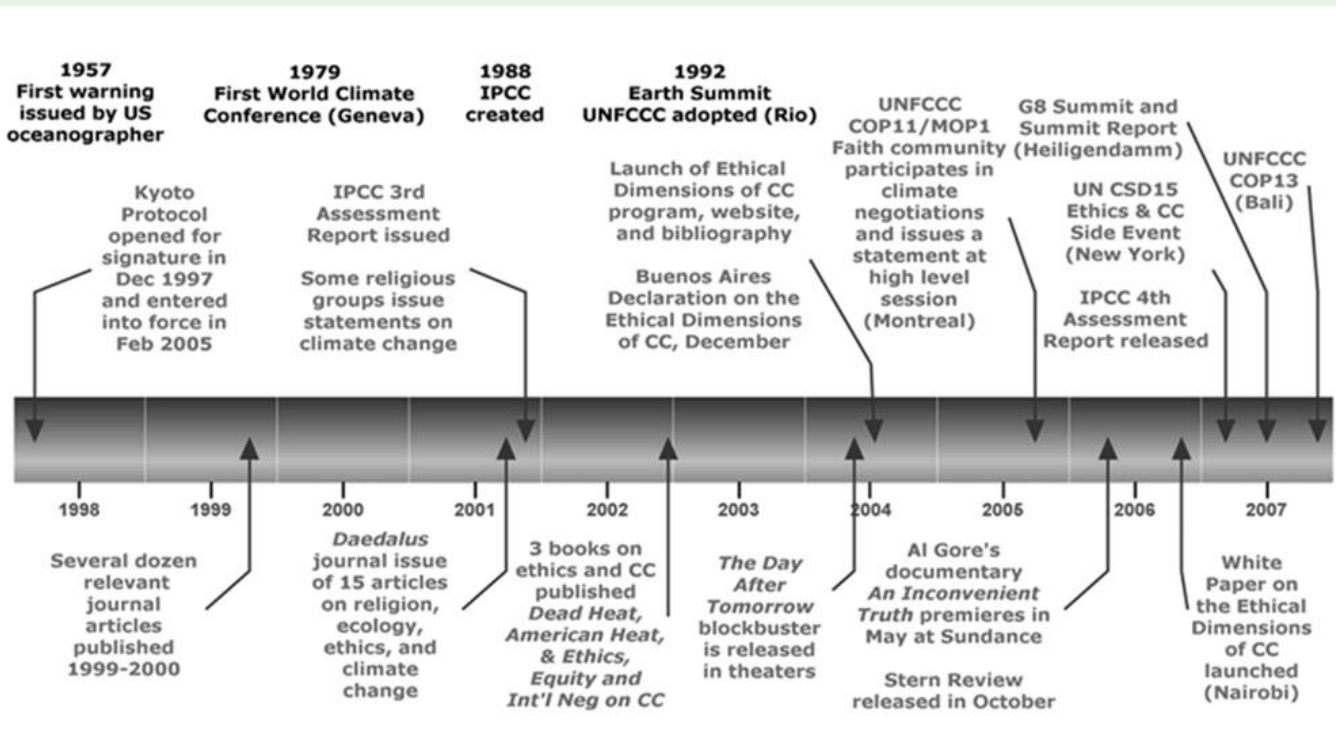 1957
First warning
issued by US
oceanographer
1979
First World Climate
Conference (Geneva)
1988
IPCC
created
1992
Earth Summit
UNFCCC adopted (Rio)
Kyoto
Protocol
opened for
signature in
Dec 1997
and entered
into force in
Feb 2005
IPCC 3rd
Assessment
Report issued
Some religious
groups issue
statements on
climate change
Launch of Ethical
Dimensions of CC
program, website,
and bibliography
Buenos Aires
Declaration on the
Ethical Dimensions
of CC, December
UNFCCC
COP11/MOP1
Faith community
participates in
climate
negotiations
and issues a
statement at
high level
session
(Montreal)
G8 Summit and
Summit Report
(Heiligendamm)
UN CSD15
Ethics & CC
Side Event
(New York)
IPCC 4th
Assessment
Report released
UNFCCC
COP13
(Bali)
1998
1999
2000
2001
2002
2003
2004
2005
2006
2007
Several dozen
relevant
journal
articles
published
1999-2000
Daedalus
journal issue
of 15 articles
on religion,
ecology,
ethics, and
climate
change
3 books on
ethics and CC
published
Dead Heat,
American Heat,
& Ethics,
Equity and
Int'l Neg on CC
The Day
After
Tomorrow
blockbuster
is released
in theaters
Al Gore's
documentary
An Inconvenient
Truth premieres in
May at Sundance
Stern Review
released in October
White
Paper on
the Ethical
Dimensions
of CC
launched
(Nairobi)